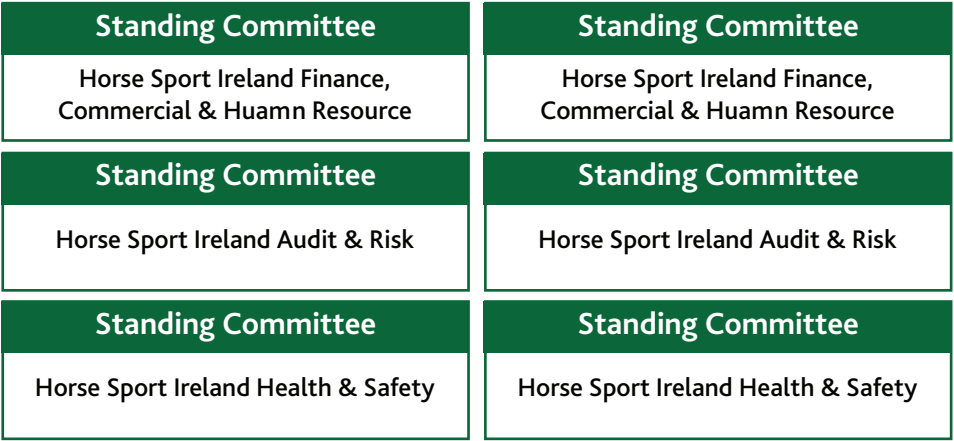 Standing Committee
Horse Sport Ireland Finance,
Commercial & Huamn Resource
Standing Committee
Horse Sport Ireland Finance,
Commercial & Huamn Resource
Standing Committee
Horse Sport Ireland Audit & Risk
Standing Committee
Horse Sport Ireland Audit & Risk
Standing Committee
Horse Sport Ireland Health & Safety
Standing Committee
Horse Sport Ireland Health & Safety